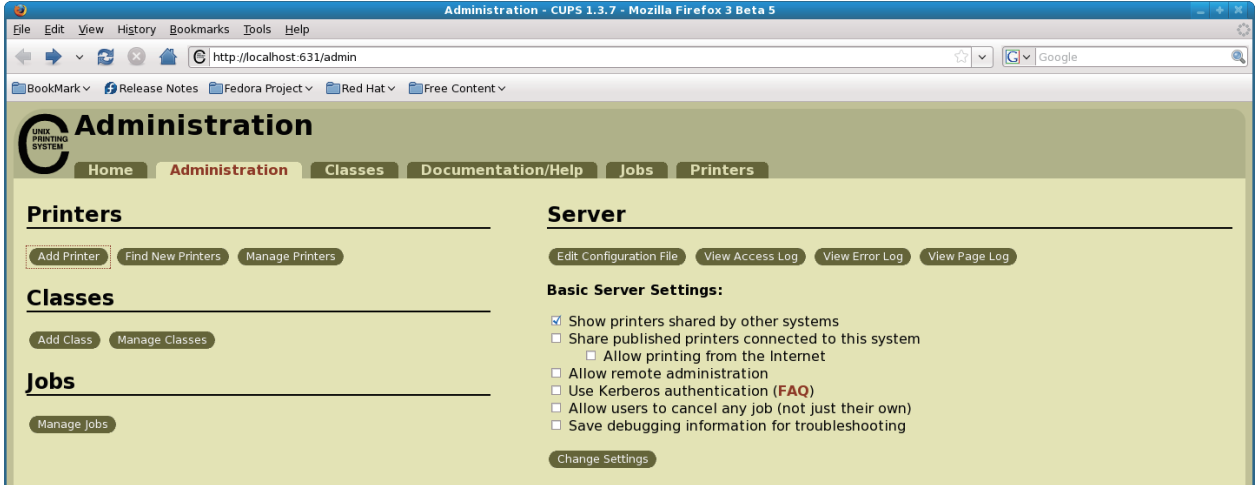 Administration - CUPS 1.3.7 - Mozilla Firefox 3 Beta 5
File Edit View History Bookmarks Tools Help
http://localhost:631/admin
G Google
BookMark Release Notes Fedora Project Red Hat Free Content
UNIX
PRINTING
SYSTEM
Administration
Home Administration Classes Documentation/Help Jobs Printers
Printers
Add Printer Find New Printers Manage Printers
Classes
Add Class Manage Classes
Jobs
Manage Jobs
Server
Edit Configuration File View Access Log View Error Log View Page Log
Basic Server Settings:
Show printers shared by other systems
Share published printers connected to this system
Allow printing from the Internet
Allow remote administration
Use Kerberos authentication (FAQ)
Allow users to cancel any job (not just their own)
Save debugging information for troubleshooting
Change Settings